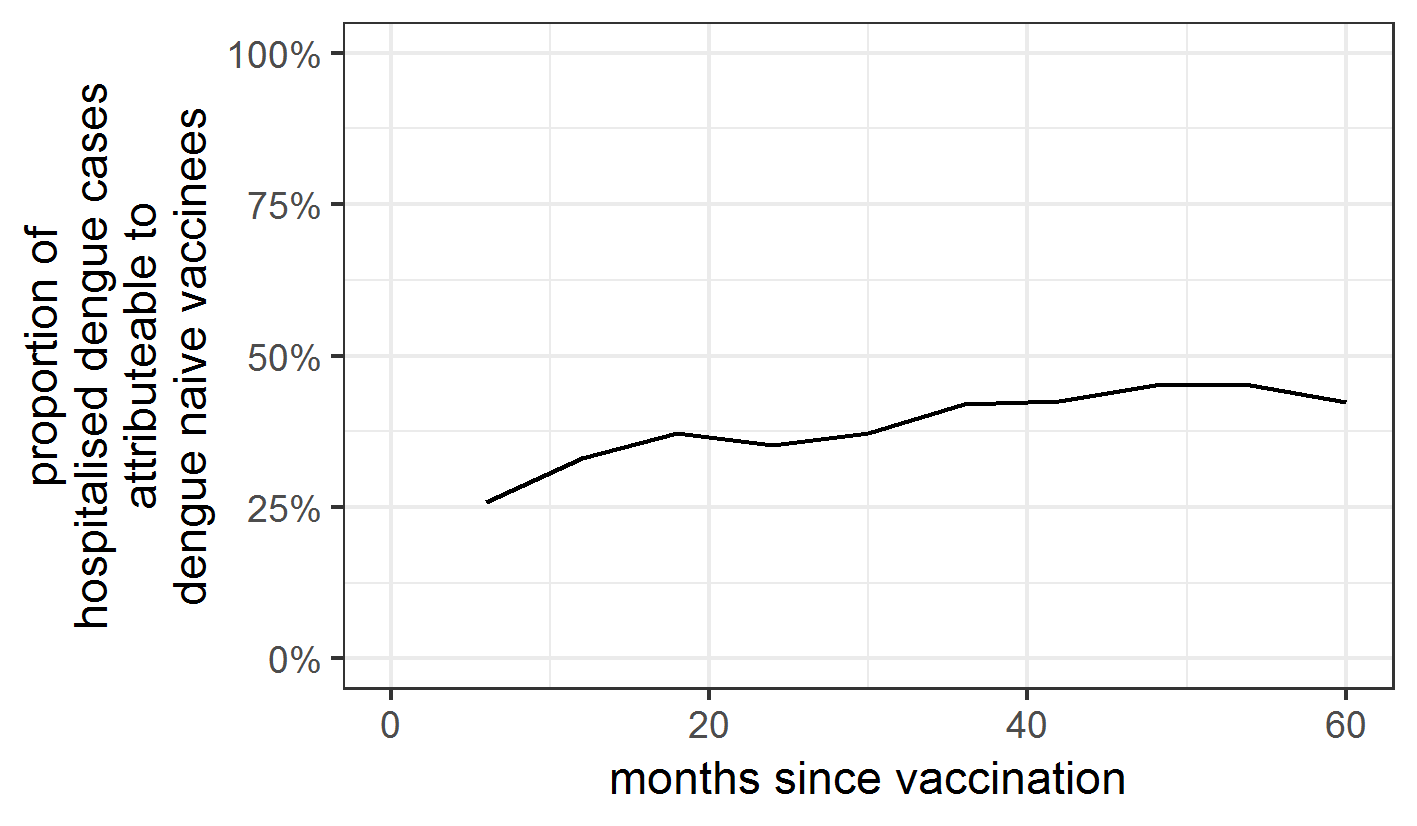 proportion of
hospitalised dengue cases
attributeable to
dengue naive vaccinees
100%
75%
50%
25%
0%
0 20 40 60
months since vaccination